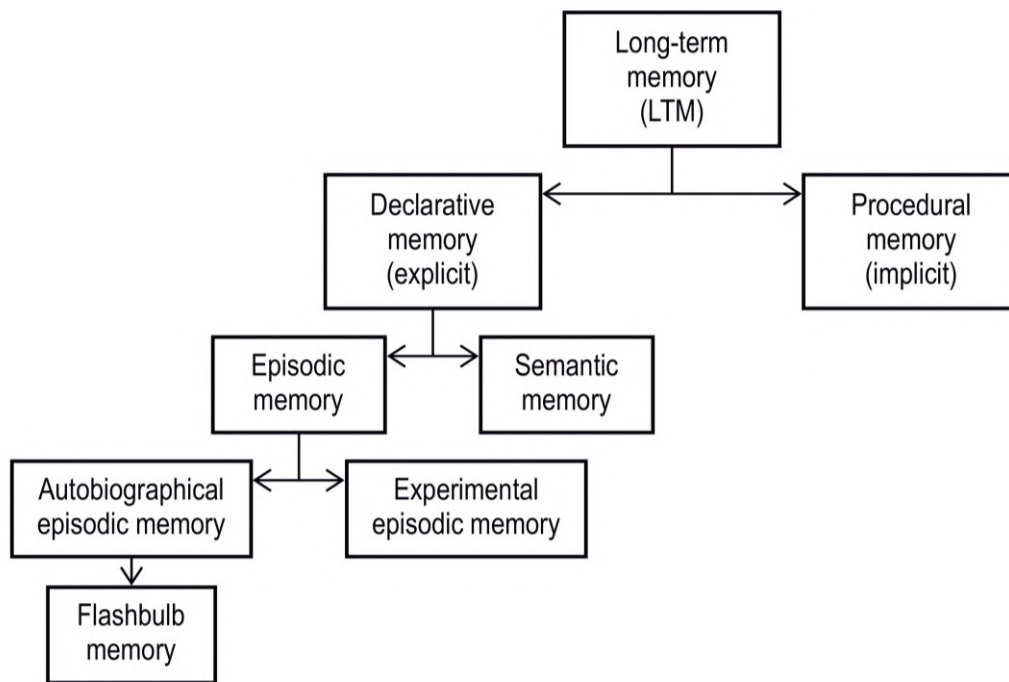 Long-term
memory
(LTM)
Declarative
memory
(explicit)
Procedural
memory
(implicit)
Episodic
memory
Semantic
memory
Autobiographical
episodic memory
Experimental
episodic memory
Flashbulb
memory